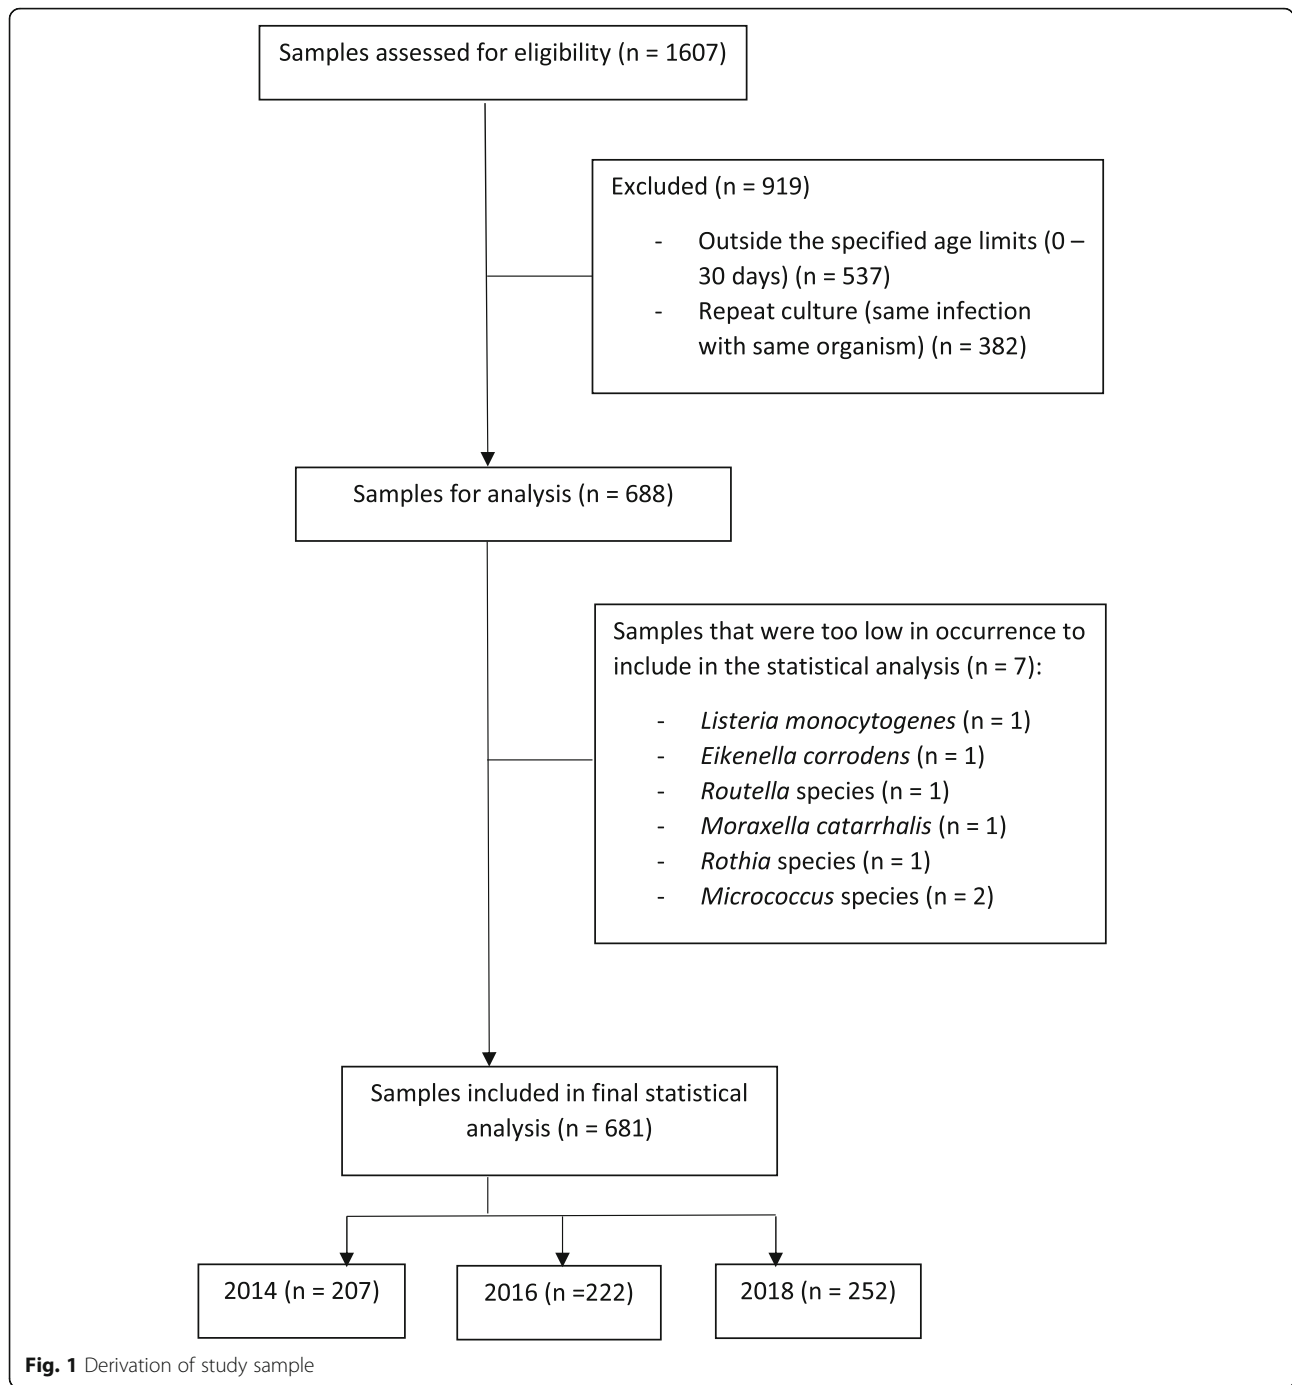 Samples assessed for eligibility (n = 1607)
Excluded (n = 919)
- Outside the specified age limits (0 –
30 days) (n = 537)
- Repeat culture (same infection
with same organism) (n = 382)
Samples for analysis (n = 688)
Samples that were too low in occurrence to
include in the statistical analysis (n = 7):
- Listeria monocytogenes (n = 1)
- Eikenella corrodens (n = 1)
- Routella species (n = 1)
- Moraxella catarrhalis (n = 1)
- Rothia species (n = 1)
- Micrococcus species (n = 2)
Samples included in final statistical
analysis (n = 681)
2014 (n = 207)
2016 (n =222)
2018 (n = 252)
Fig. 1 Derivation of study sample